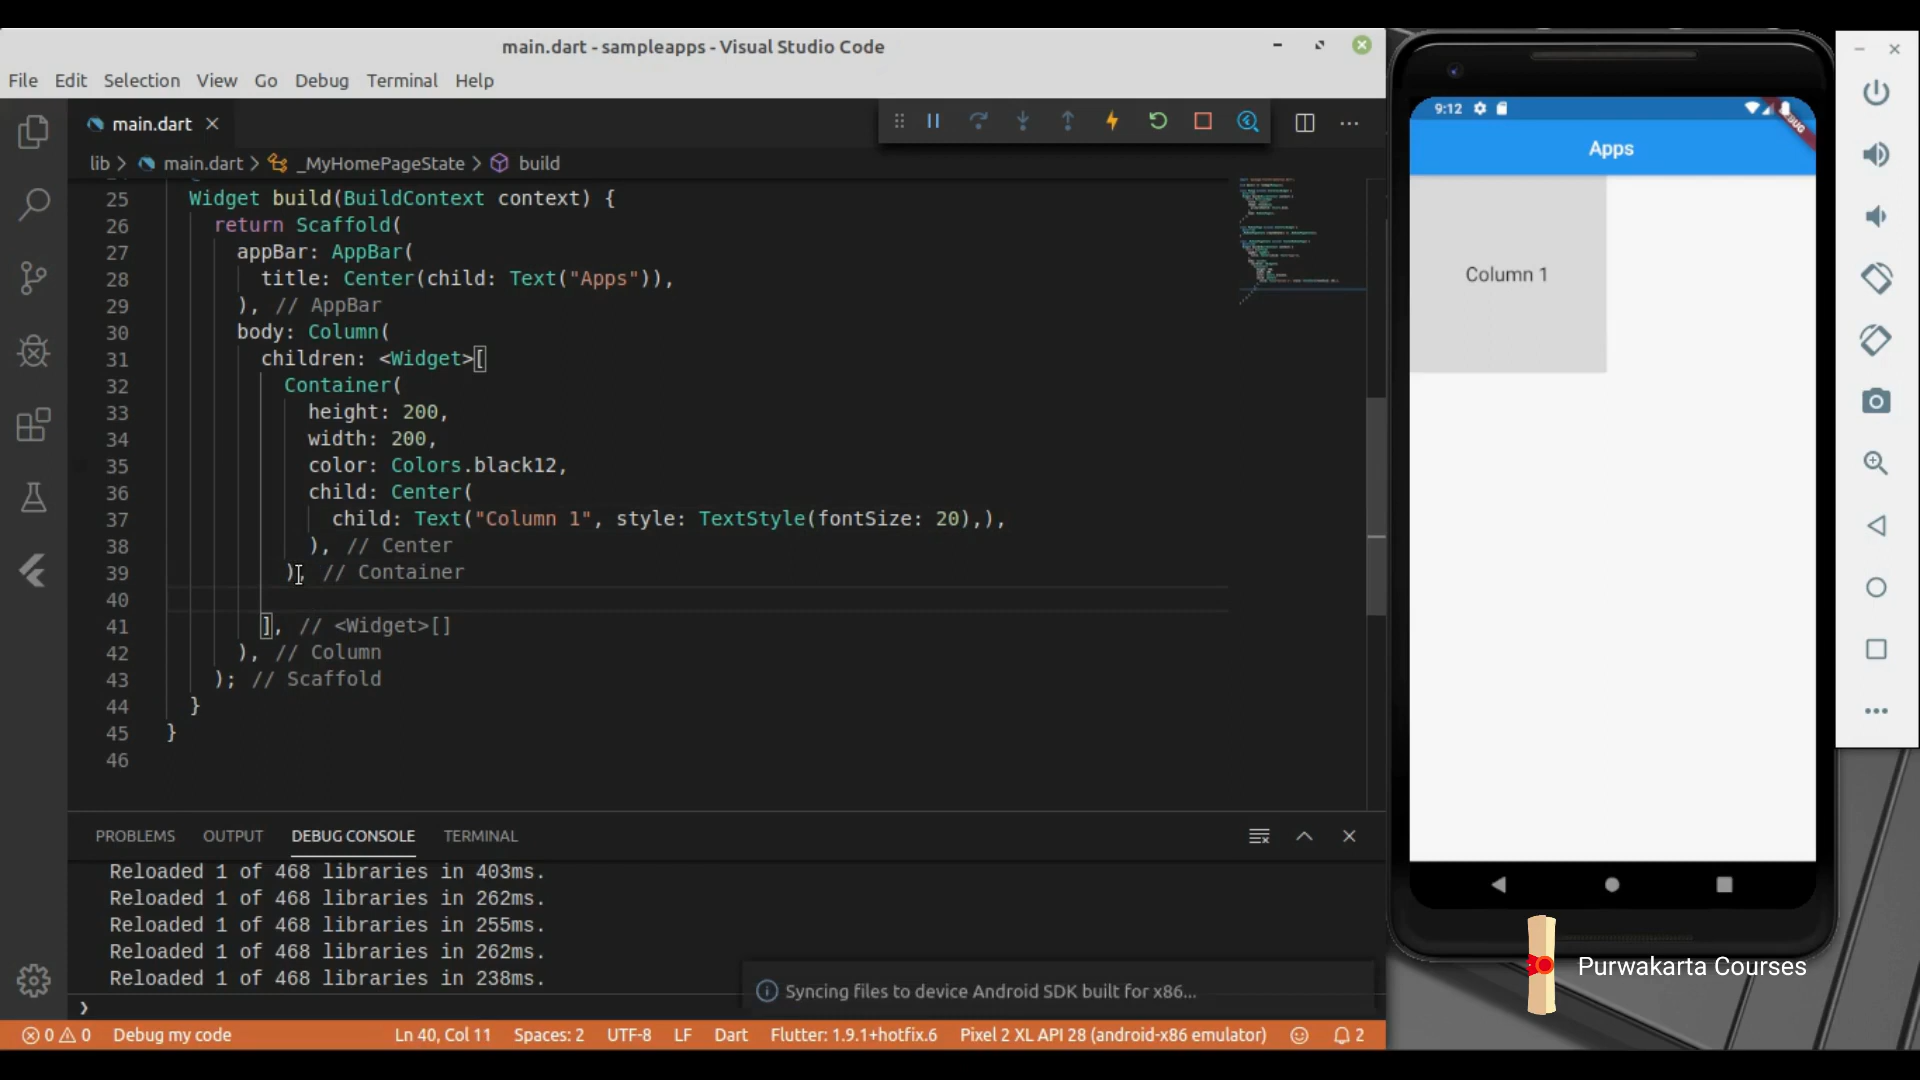 main.dart - sampleapps - Visual Studio Code
File Edit Selection View Go Debug Terminal Help
main.dart
lib > main.dart > _MyHomePageState > build
25 Widget build(BuildContext context) {
26 return Scaffold(
27 appBar: AppBar(
28 title: Center(child: Text("Apps")),
29 ), // AppBar
30 body: Column(
31 children: <Widget>[
32 Container(
33 height: 200,
34 width: 200,
35 color: Colors.black12,
36 child: Center(
37 child: Text("Column 1", style: TextStyle(fontSize: 20),),
38 ), // Center
39 ), // Container
40
41 ], // <Widget>[]
42 ), // Column
43 ); // Scaffold
44 }
45 }
46
PROBLEMS OUTPUT DEBUG CONSOLE TERMINAL
Reloaded 1 of 468 libraries in 403ms.
Reloaded 1 of 468 libraries in 262ms.
Reloaded 1 of 468 libraries in 255ms.
Reloaded 1 of 468 libraries in 262ms.
Reloaded 1 of 468 libraries in 238ms.
Syncing files to device Android SDK built for x86...
0 0 Debug my code Ln 40, Col 11 Spaces: 2 UTF-8 LF Dart Flutter: 1.9.1+hotfix.6 Pixel 2 XL API 28 (android-x86 emulator) 2
9:12
Apps
Column 1
Purwakarta Courses